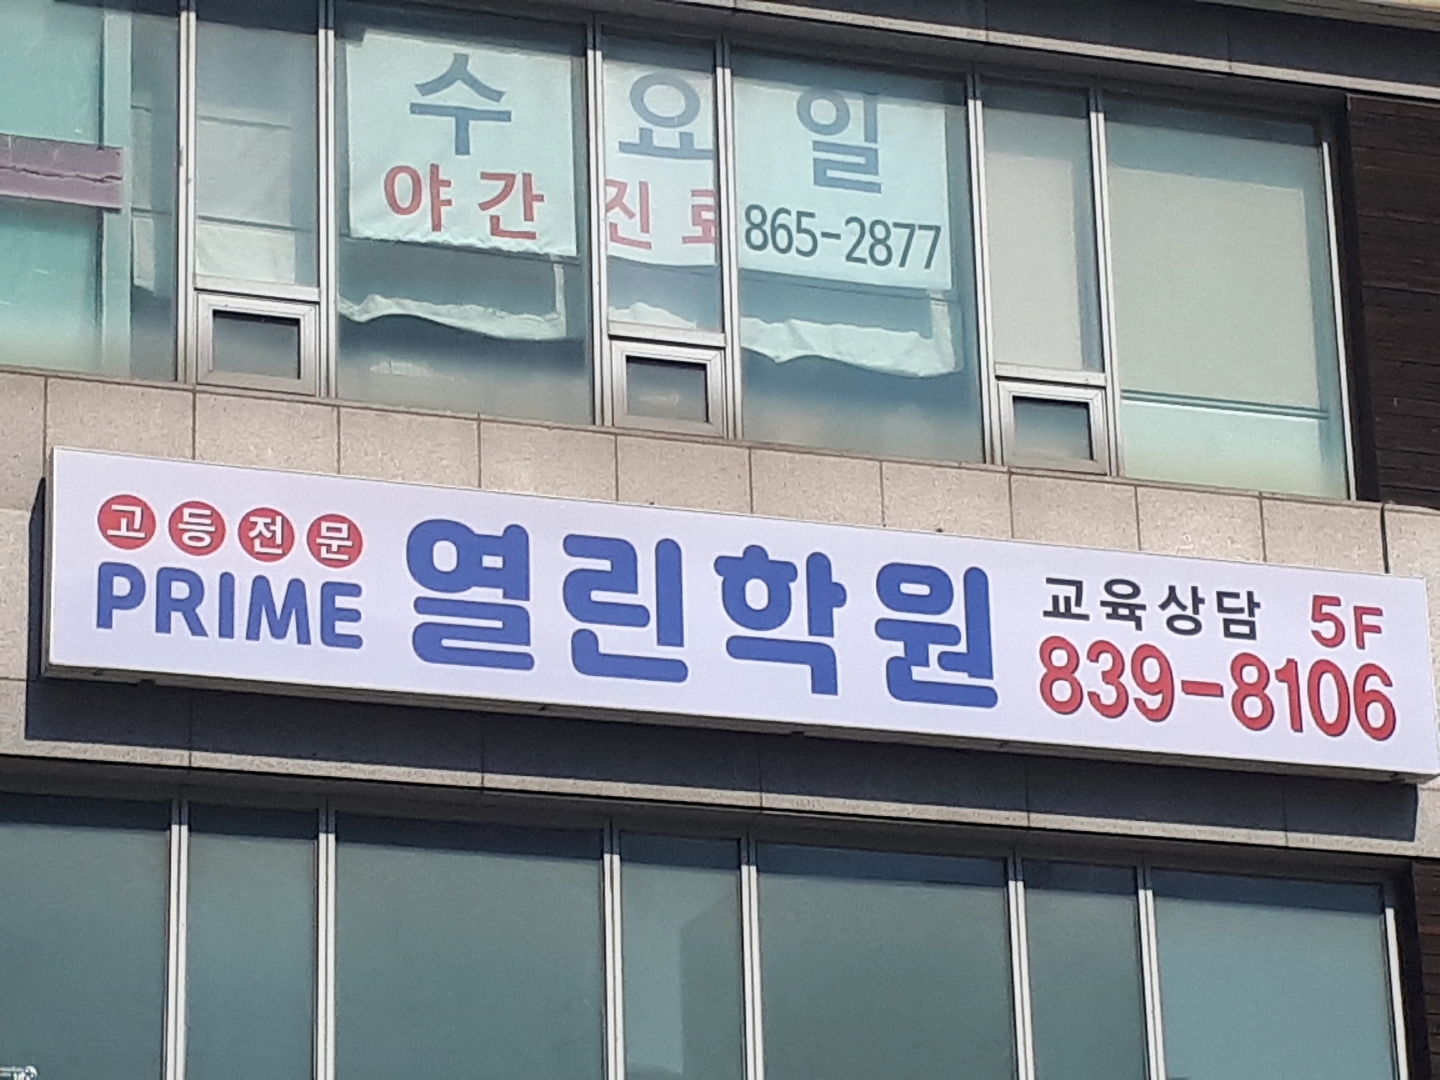 수요일
야간진료
865-2877
고등전문
PRIME
열린학원
교육상담 5F
839-8106